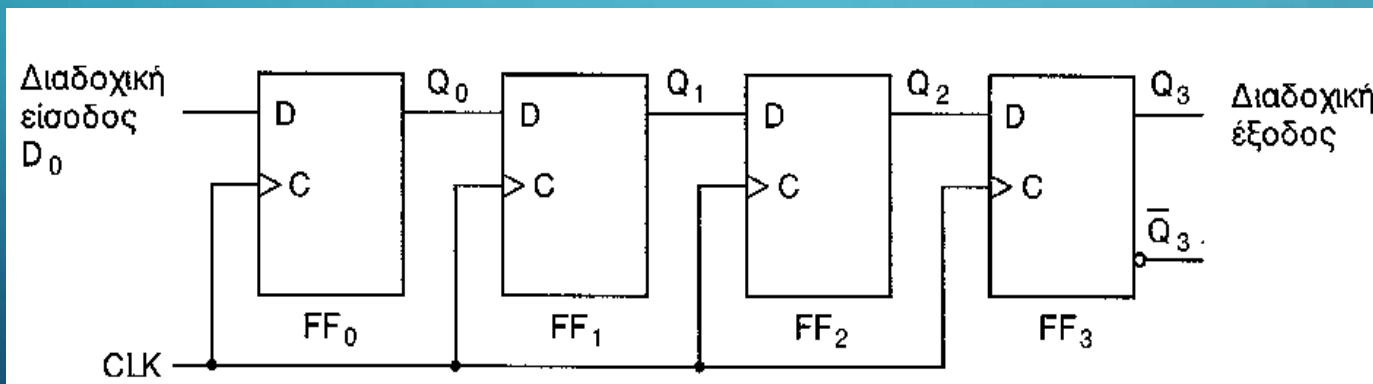 Διαδοχική
είσοδος
D₀
D
C
FF₀
Q₀
D
C
FF₁
Q₁
D
C
FF₂
Q₂
D
C
FF₃
Q₃
Q̅₃
Διαδοχική
έξοδος
CLK